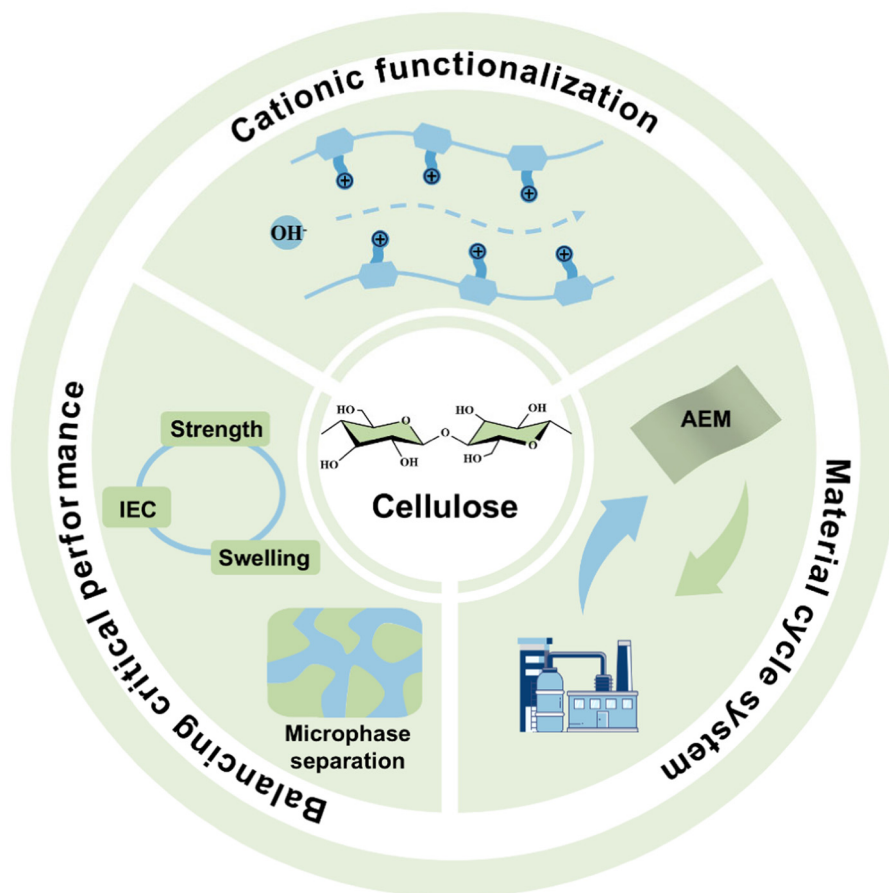 Cationic functionalization
OH-
Balancing critical performance
Strength
IEC
Swelling
Microphase
separation
HO
O
HO
OH
O
HO
OH
O
HO
Cellulose
AEM
Material cycle system